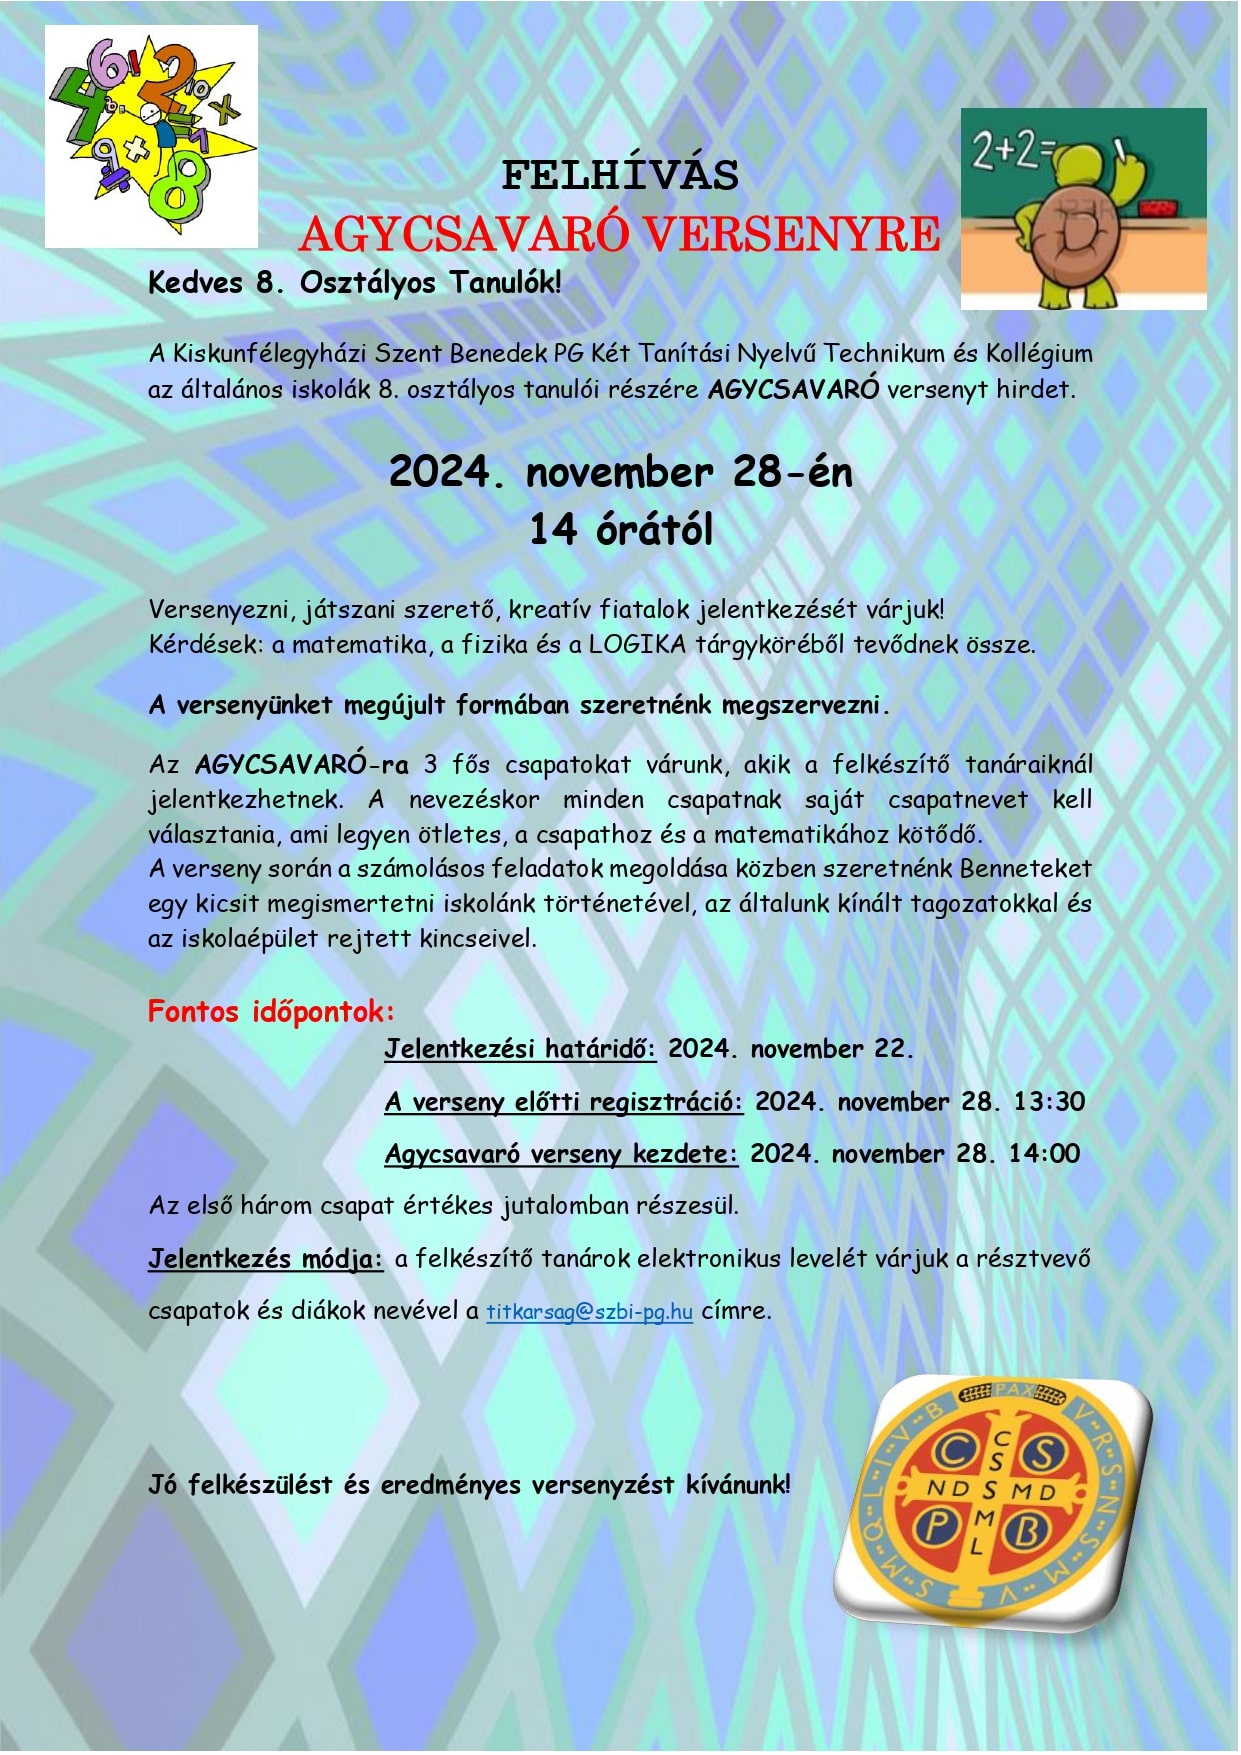 FELHÍVÁS
AGYCSAVARÓ VERSENYRE
2+2=
Kedves 8. Osztályos Tanulók!
A Kiskunfélegyházi Szent Benedek PG Két Tanítási Nyelvű Technikum és Kollégium
az általános iskolák 8. osztályos tanulói részére AGYCSAVARÓ versenyt hirdet.
2024. november 28-én
14 órától
Versenyezni, játszani szerető, kreatív fiatalok jelentkezését várjuk!
Kérdések: a matematika, a fizika és a LOGIKA tárgyköréből tevődnek össze.
A versenyünket megújult formában szeretnénk megszervezni.
Az AGYCSAVARÓ-ra 3 fős csapatokat várunk, akik a felkészítő tanáraiknál
jelentkezhetnek. A nevezéskor minden csapatnak saját csapatnevet kell
választania, ami legyen ötletes, a csapathoz és a matematikához kötődő.
A verseny során a számolásos feladatok megoldása közben szeretnénk Benneteket
egy kicsit megismertetni iskolánk történetével, az általunk kínált tagozatokkal és
az iskolaépület rejtett kincseivel.
Fontos időpontok:
Jelentkezési határidő: 2024. november 22.
A verseny előtti regisztráció: 2024. november 28. 13:30
Agycsavaró verseny kezdete: 2024. november 28. 14:00
Az első három csapat értékes jutalomban részesül.
Jelentkezés módja: a felkészítő tanárok elektronikus levelét várjuk a résztvevő
csapatok és diákok nevével a titkarsag@szbi-pg.hu címre.
Jó felkészülést és eredményes versenyzést kívánunk!
PAX
V··R··S··N··S··M··V··S··M··Q··L··I··V··B
C S
C
S
NDSMD
M
L
P B